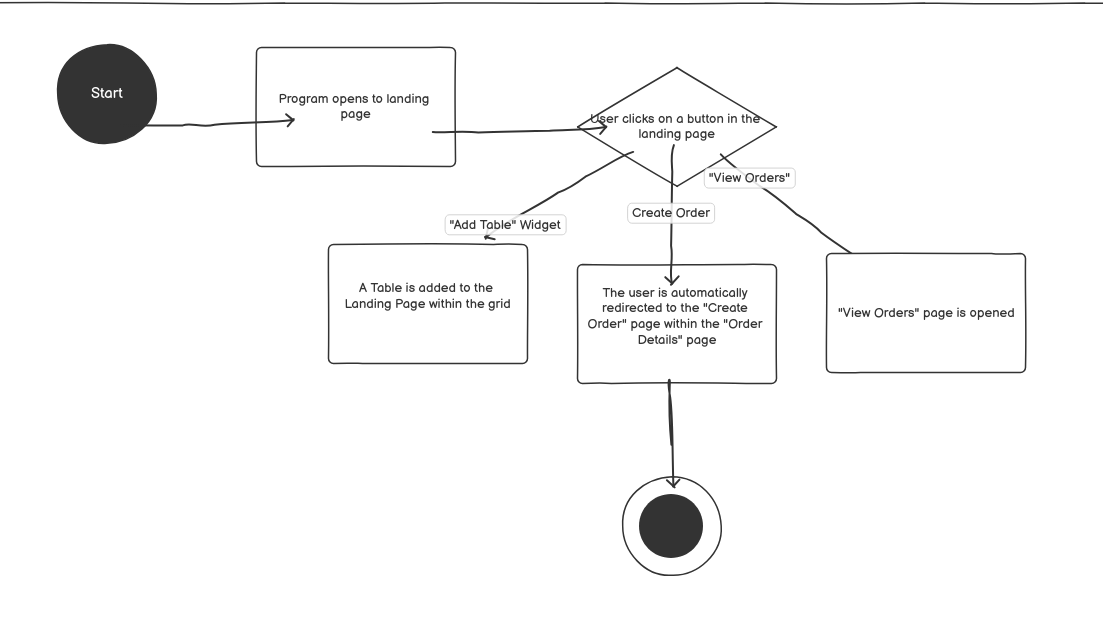 Start
Program opens to landing
page
User clicks on a button in the
landing page
"View Orders"
Create Order
"Add Table" Widget
A Table is added to the
Landing Page within the grid
The user is automatically
redirected to the "Create
Order" page within the "Order
Details" page
"View Orders" page is opened